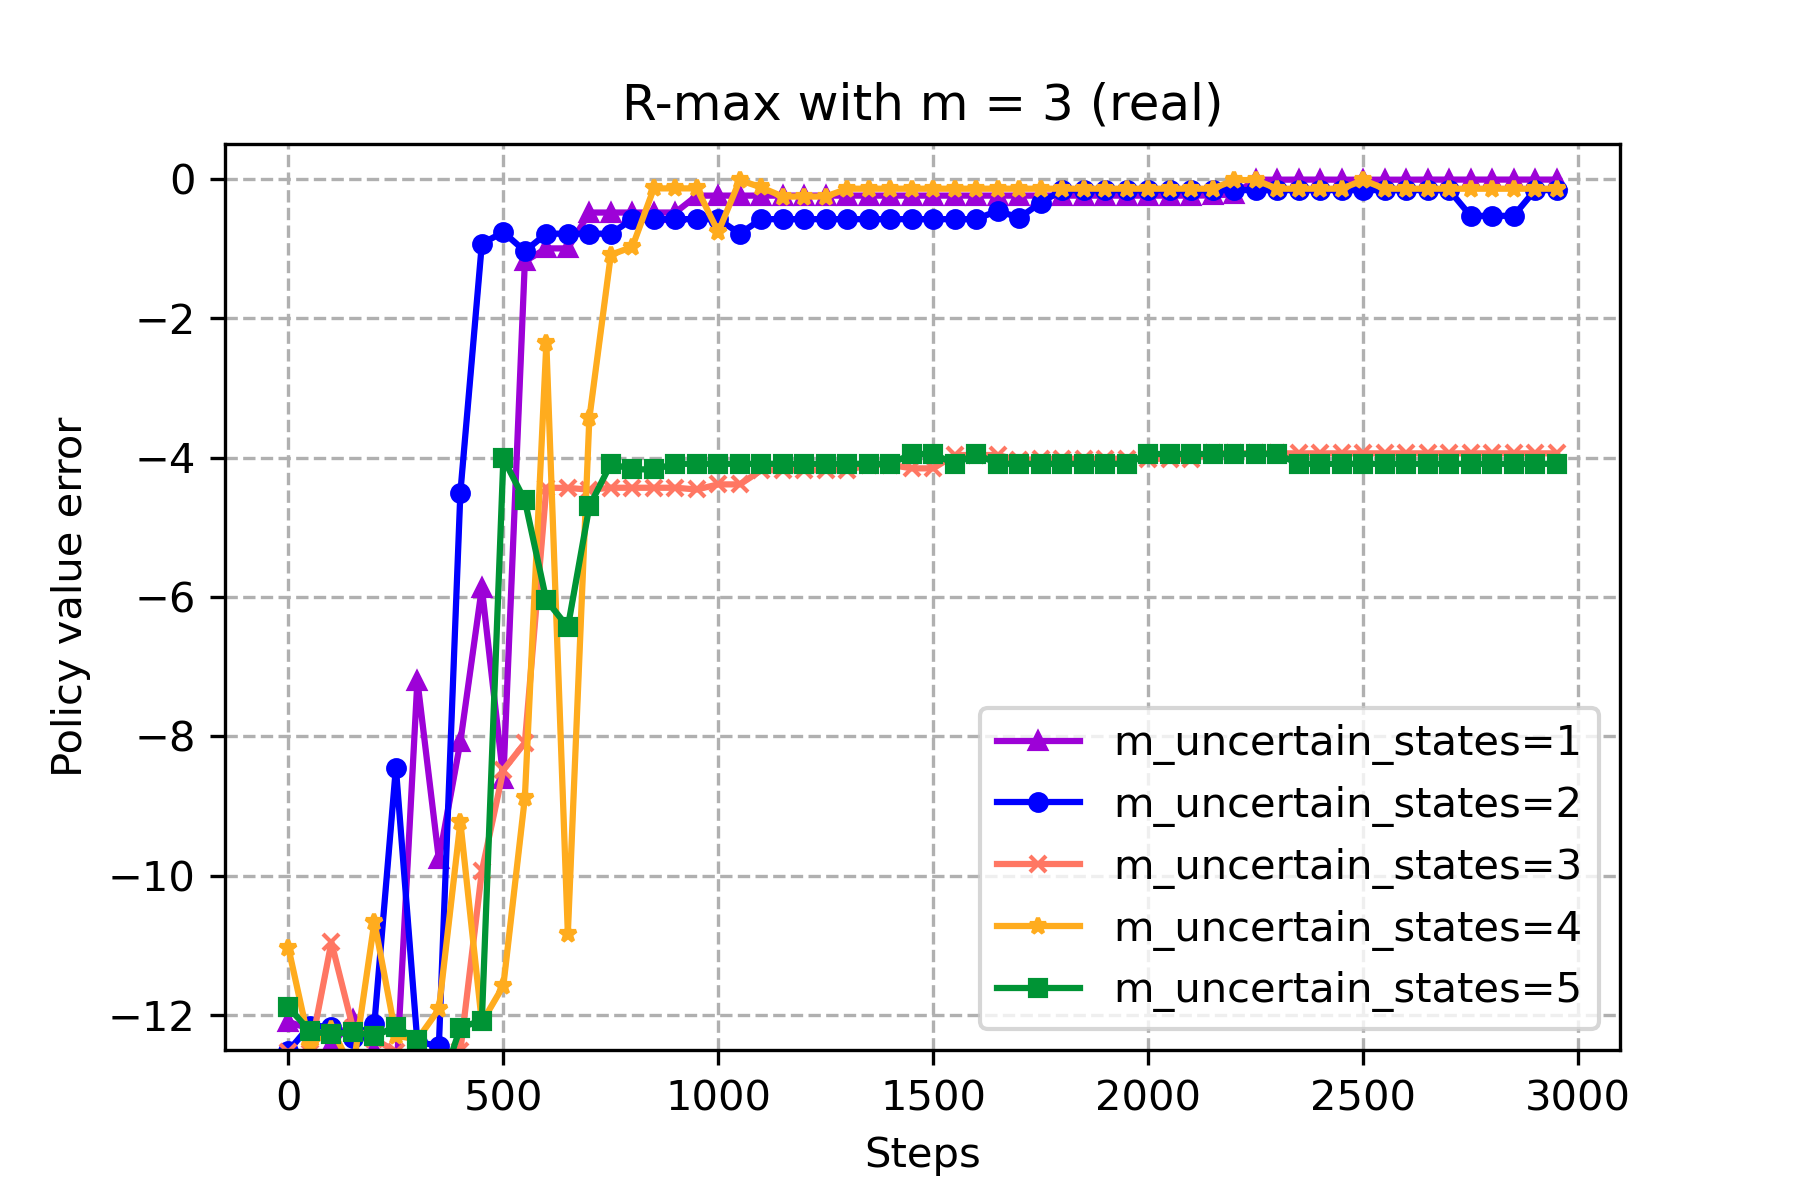 R-max with m = 3 (real)
Policy value error
0
−2
−4
−6
−8
−10
−12
m_uncertain_states=1
m_uncertain_states=2
m_uncertain_states=3
m_uncertain_states=4
m_uncertain_states=5
0 500 1000 1500 2000 2500 3000
Steps